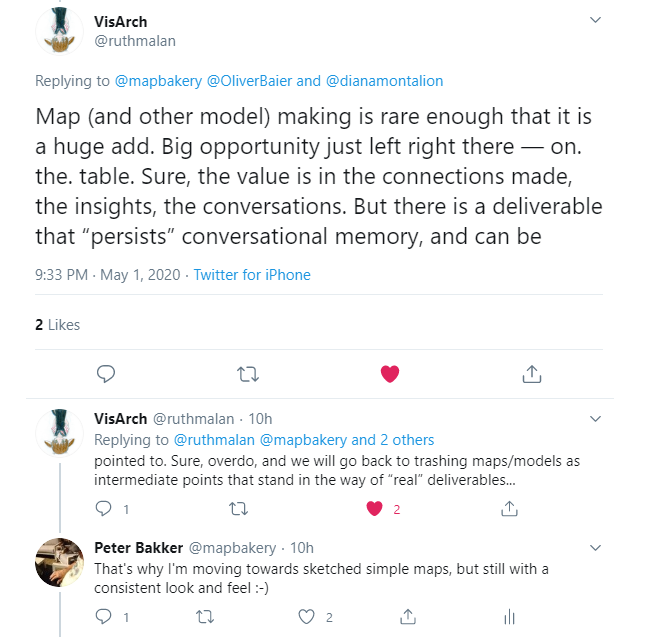 VisArch
@ruthmalan
Replying to @mapbakery @OliverBaier and @dianamontalion
Map (and other model) making is rare enough that it is
a huge add. Big opportunity just left right there — on.
the. table. Sure, the value is in the connections made,
the insights, the conversations. But there is a deliverable
that “persists” conversational memory, and can be
9:33 PM · May 1, 2020 · Twitter for iPhone
2 Likes
VisArch @ruthmalan · 10h
Replying to @ruthmalan @mapbakery and 2 others
pointed to. Sure, overdo, and we will go back to trashing maps/models as
intermediate points that stand in the way of “real” deliverables...
1 2
Peter Bakker @mapbakery · 10h
That's why I'm moving towards sketched simple maps, but still with a
consistent look and feel :-)
1 2